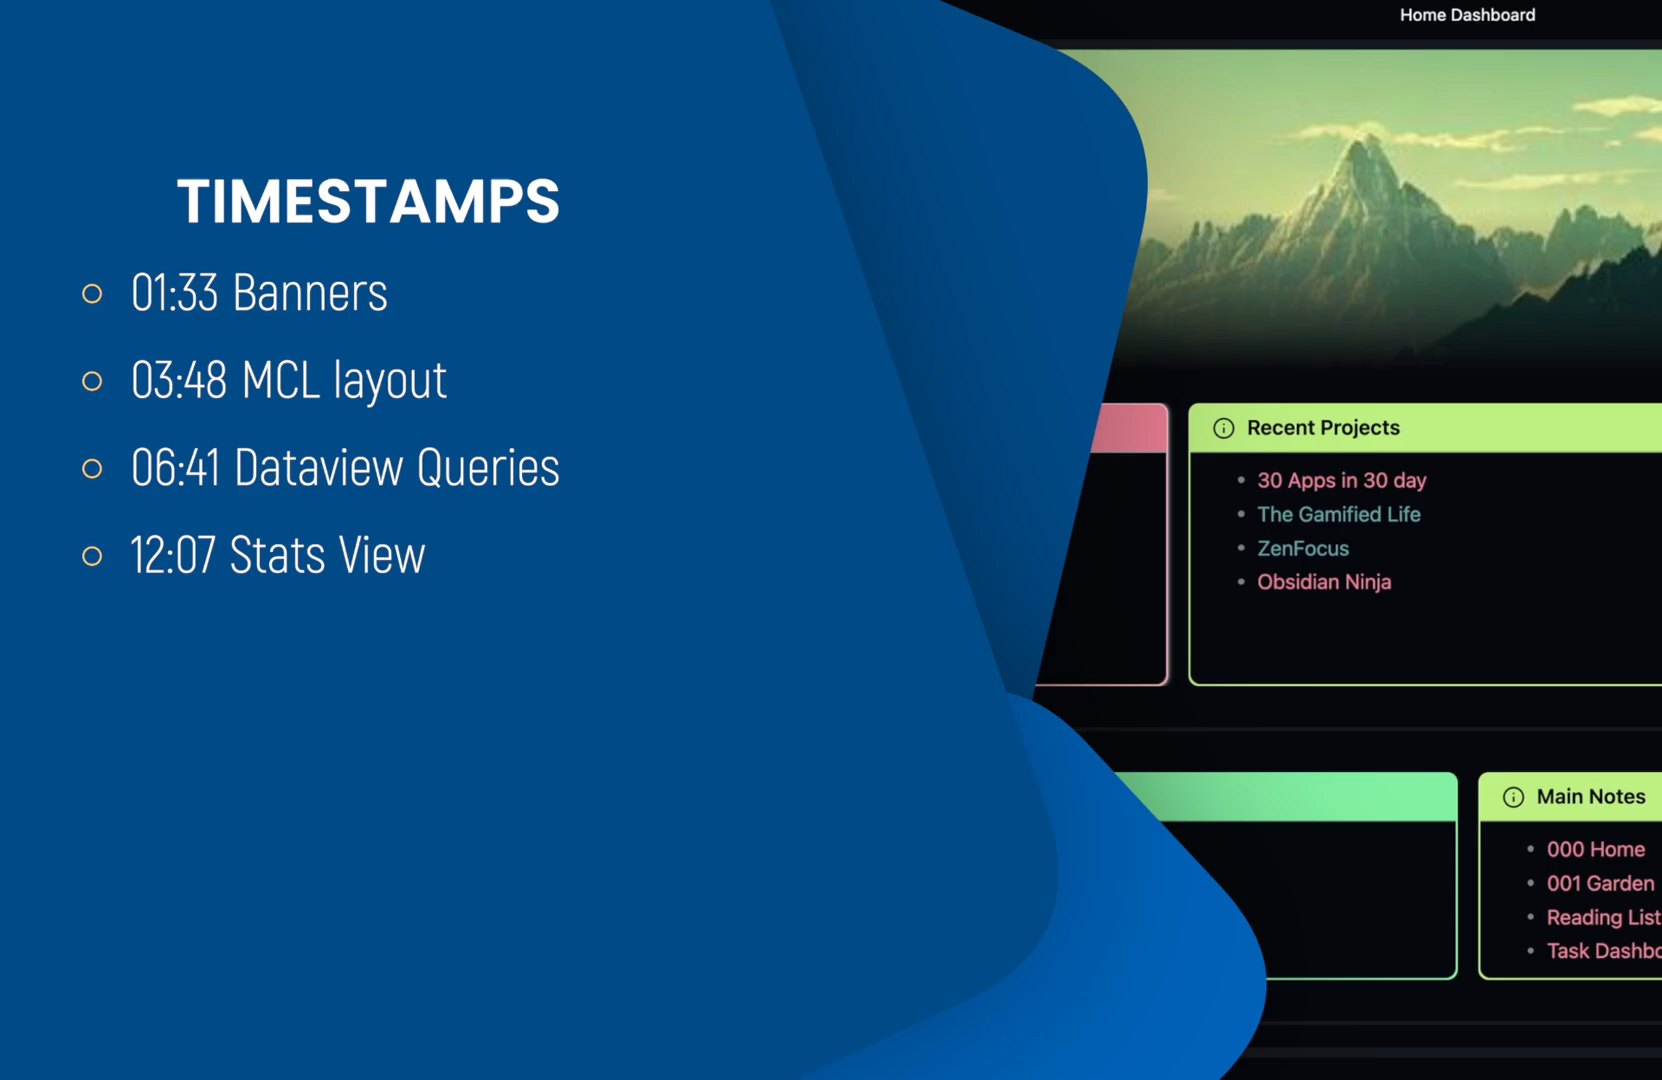 TIMESTAMPS
01:33 Banners
03:48 MCL layout
06:41 Dataview Queries
12:07 Stats View
Home Dashboard
Recent Projects
30 Apps in 30 day
The Gamified Life
ZenFocus
Obsidian Ninja
Main Notes
000 Home
001 Garden
Reading List
Task Dashbo